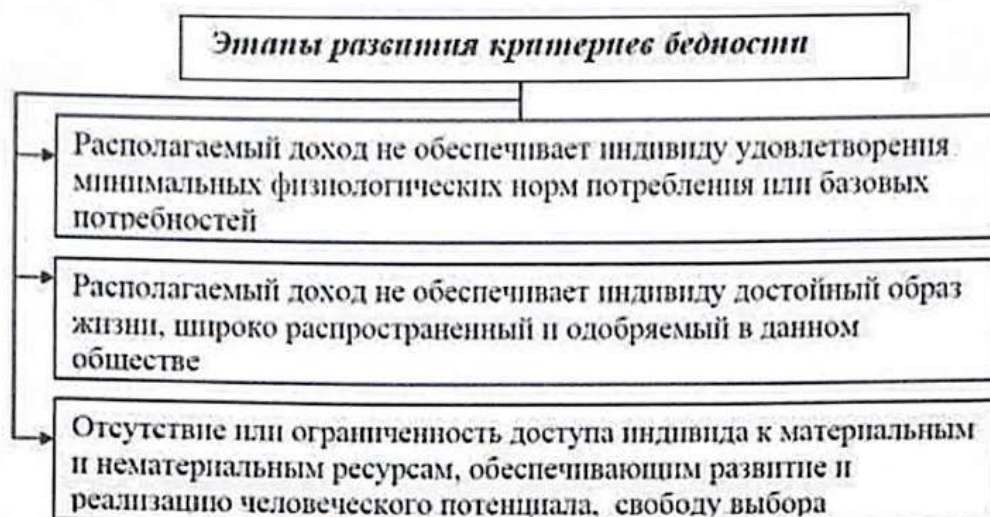 Этапы развития критериев бедности
Располагаемый доход не обеспечивает индивиду удовлетворения
минимальных физиологических норм потребления или базовых
потребностей
Располагаемый доход не обеспечивает индивиду достойный образ
жизни, широко распространенный и одобряемый в данном
обществе
Отсутствие или ограниченность доступа индивида к материальным
и нематериальным ресурсам, обеспечивающим развитие и
реализацию человеческого потенциала, свободу выбора